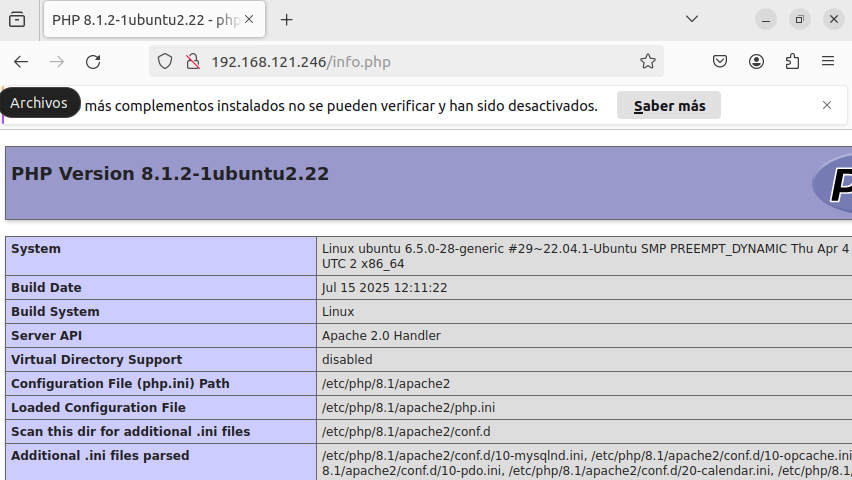 PHP 8.1.2-1ubuntu2.22 - php
192.168.121.246/info.php
Archivos
más complementos instalados no se pueden verificar y han sido desactivados.
Saber más
PHP Version 8.1.2-1ubuntu2.22
System
Linux ubuntu 6.5.0-28-generic #29~22.04.1-Ubuntu SMP PREEMPT_DYNAMIC Thu Apr 4
UTC 2 x86_64
Build Date
Jul 15 2025 12:11:22
Build System
Linux
Server API
Apache 2.0 Handler
Virtual Directory Support
disabled
Configuration File (php.ini) Path
/etc/php/8.1/apache2
Loaded Configuration File
/etc/php/8.1/apache2/php.ini
Scan this dir for additional .ini files
/etc/php/8.1/apache2/conf.d
Additional .ini files parsed
/etc/php/8.1/apache2/conf.d/10-mysqlnd.ini, /etc/php/8.1/apache2/conf.d/10-opcache.ini
8.1/apache2/conf.d/10-pdo.ini, /etc/php/8.1/apache2/conf.d/20-calendar.ini, /etc/php/8.1/